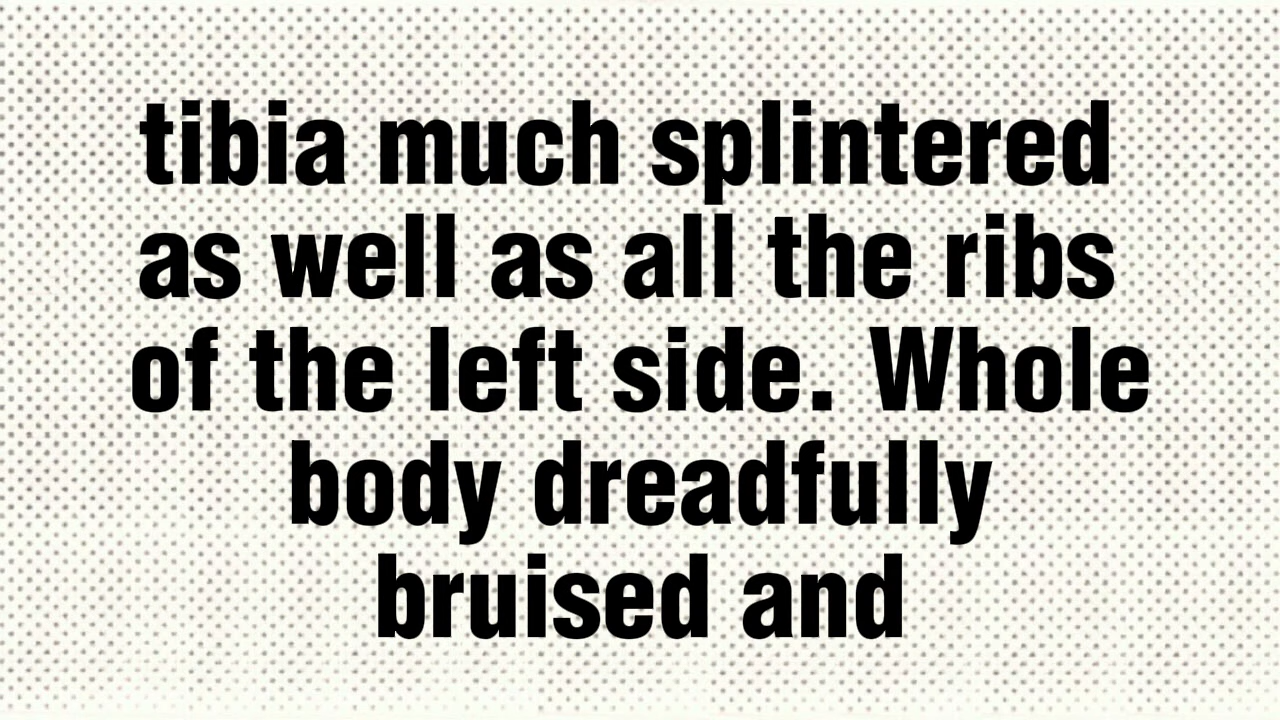 tibia much splintered
as well as all the ribs
of the left side. Whole
body dreadfully
bruised and